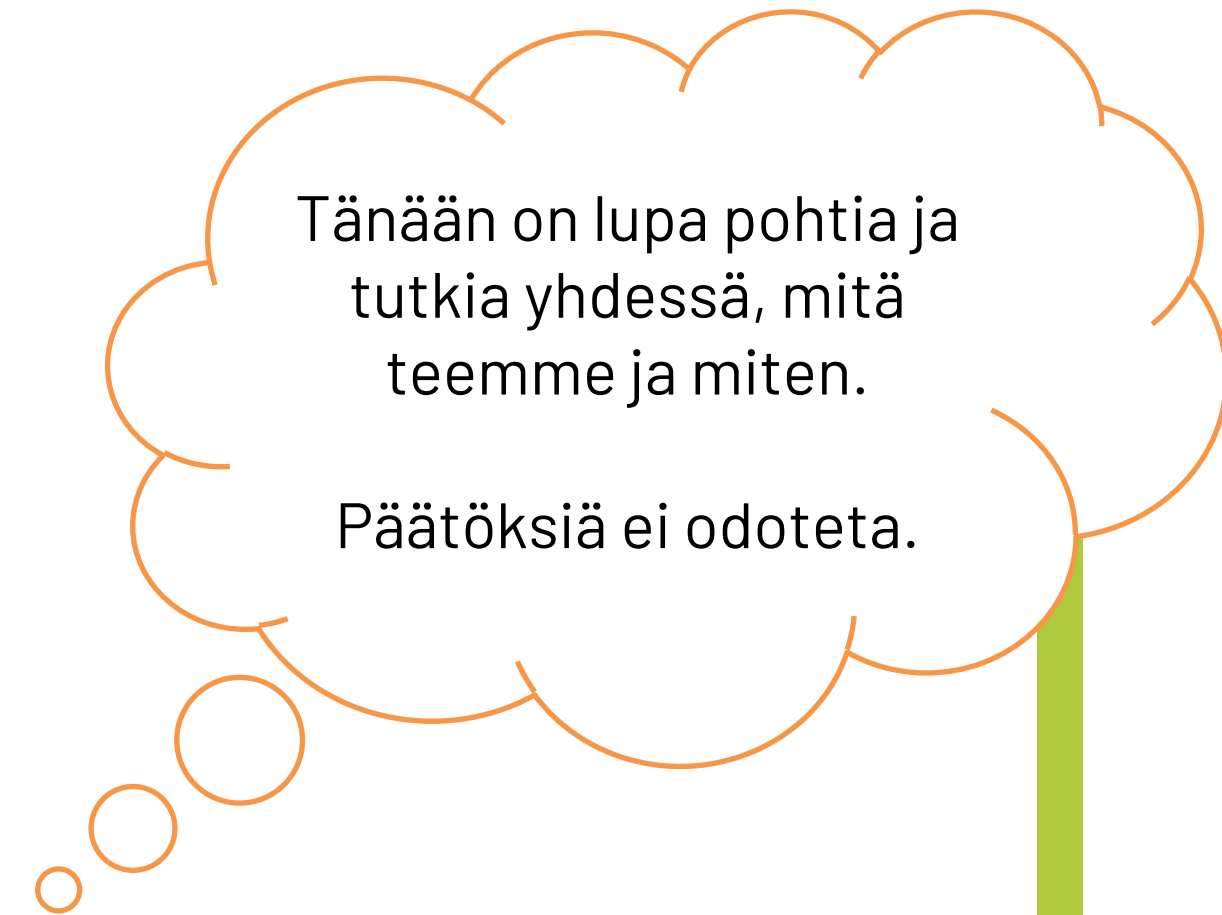 Tänään on lupa pohtia ja
tutkia yhdessä, mitä
teemme ja miten.
Päätöksiä ei odoteta.